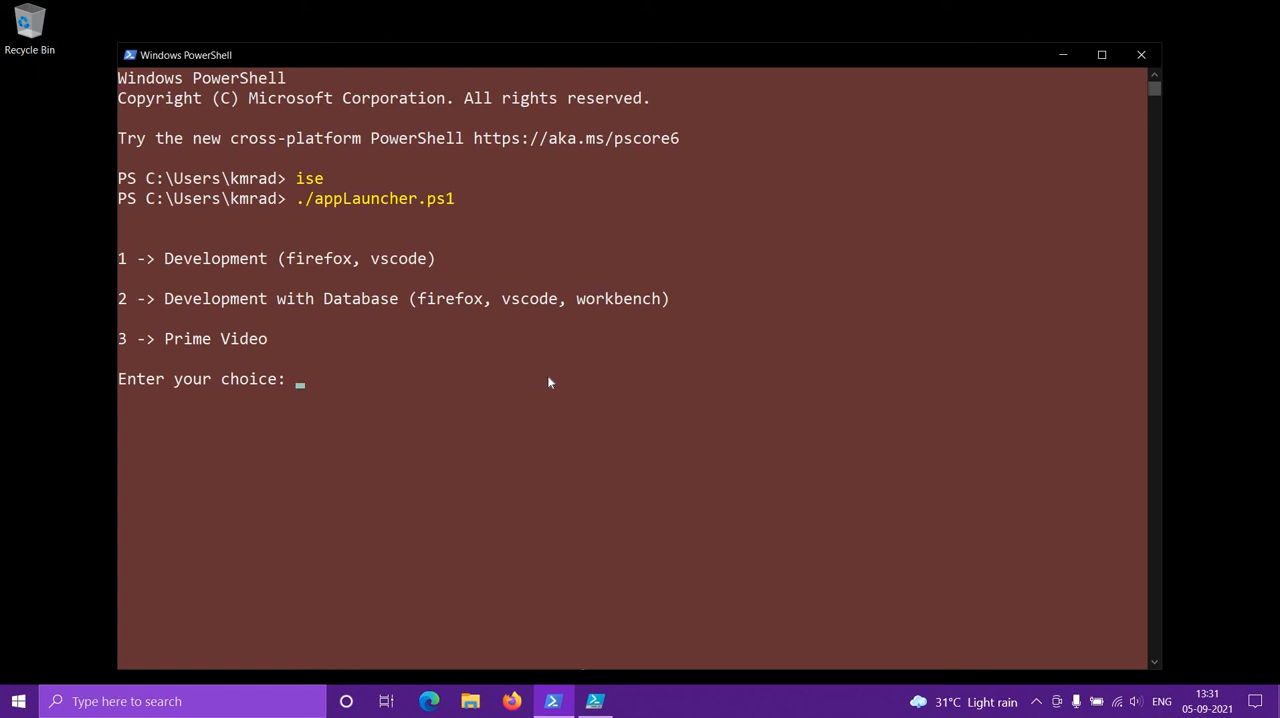 Recycle Bin
Windows PowerShell
Windows PowerShell
Copyright (C) Microsoft Corporation. All rights reserved.
Try the new cross-platform PowerShell https://aka.ms/pscore6
PS C:\Users\kmrad> ise
PS C:\Users\kmrad> ./appLauncher.ps1
1 -> Development (firefox, vscode)
2 -> Development with Database (firefox, vscode, workbench)
3 -> Prime Video
Enter your choice:
Type here to search
31°C Light rain
ENG
13:31
05-09-2021